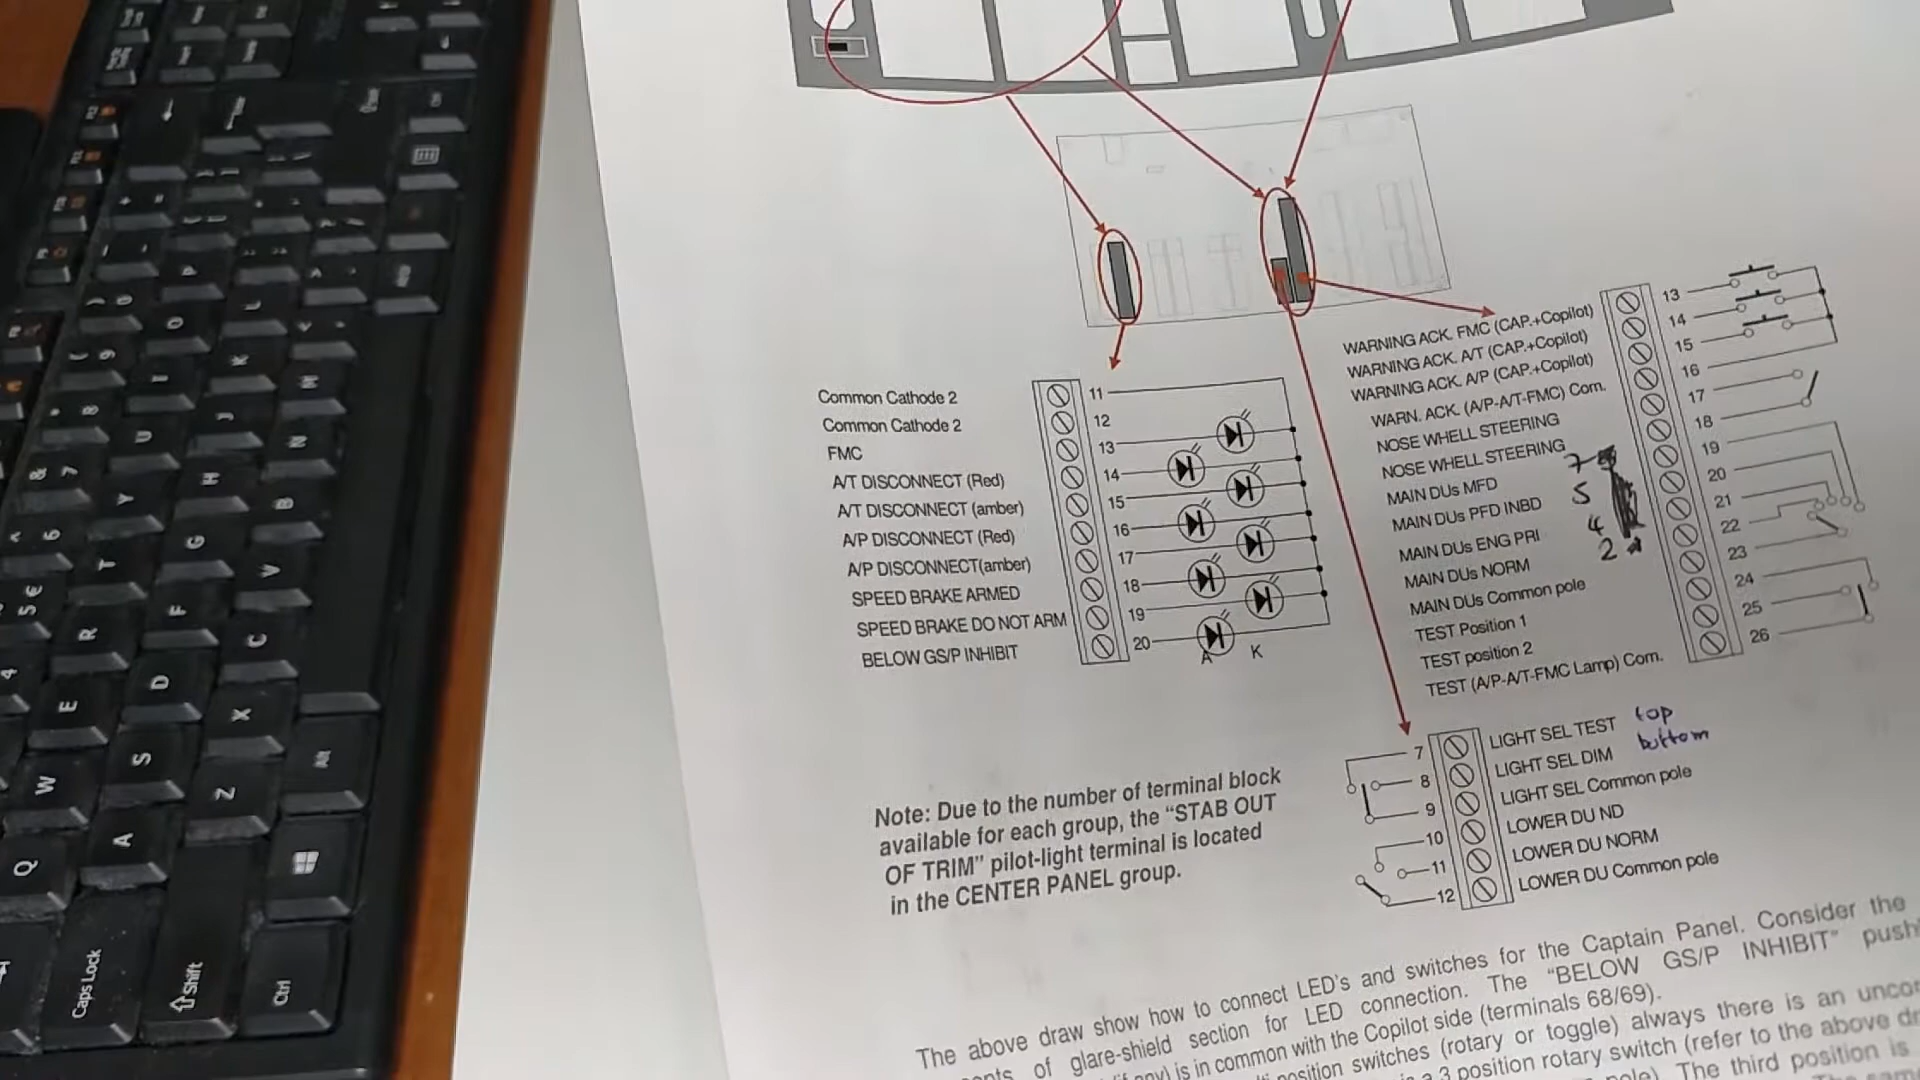 Common Cathode 2
Common Cathode 2
FMC
A/T DISCONNECT (Red)
A/T DISCONNECT (amber)
A/P DISCONNECT (Red)
A/P DISCONNECT(amber)
SPEED BRAKE ARMED
SPEED BRAKE DO NOT ARM
BELOW GS/P INHIBIT
11
12
13
14
15
16
17
18
19
20
A K
WARNING ACK. FMC (CAP.+Copilot)
WARNING ACK. A/T (CAP.+Copilot)
WARNING ACK. A/P (CAP.+Copilot)
WARN. ACK. (A/P-A/T-FMC) Com.
NOSE WHELL STEERING
NOSE WHELL STEERING
MAIN DUs MFD
MAIN DUs PFD INBD
MAIN DUs ENG PRI
MAIN DUs NORM
MAIN DUs Common pole
TEST Position 1
TEST position 2
TEST (A/P-A/T-FMC Lamp) Com.
7
5
4
2
13
14
15
16
17
18
19
20
21
22
23
24
25
26
7
8
9
10
11
12
LIGHT SEL TEST top
LIGHT SEL DIM bottom
LIGHT SEL Common pole
LOWER DU ND
LOWER DU NORM
LOWER DU Common pole
Note: Due to the number of terminal block
available for each group, the “STAB OUT
OF TRIM” pilot-light terminal is located
in the CENTER PANEL group.
The above draw show how to connect LED's and switches for the Captain Panel. Consider the
of glare-shield section for LED connection. The “BELOW GS/P INHIBIT” push
is in common with the Copilot side (terminals 68/69).
position switches (rotary or toggle) always there is an
a 3 position rotary switch (refer to the above
The third position is
Caps Lock
Shift
Ctrl
Alt
Q
W
E
R
T
Y
U
I
O
P
A
S
D
F
G
H
J
K
L
Z
X
C
V
B
N
M